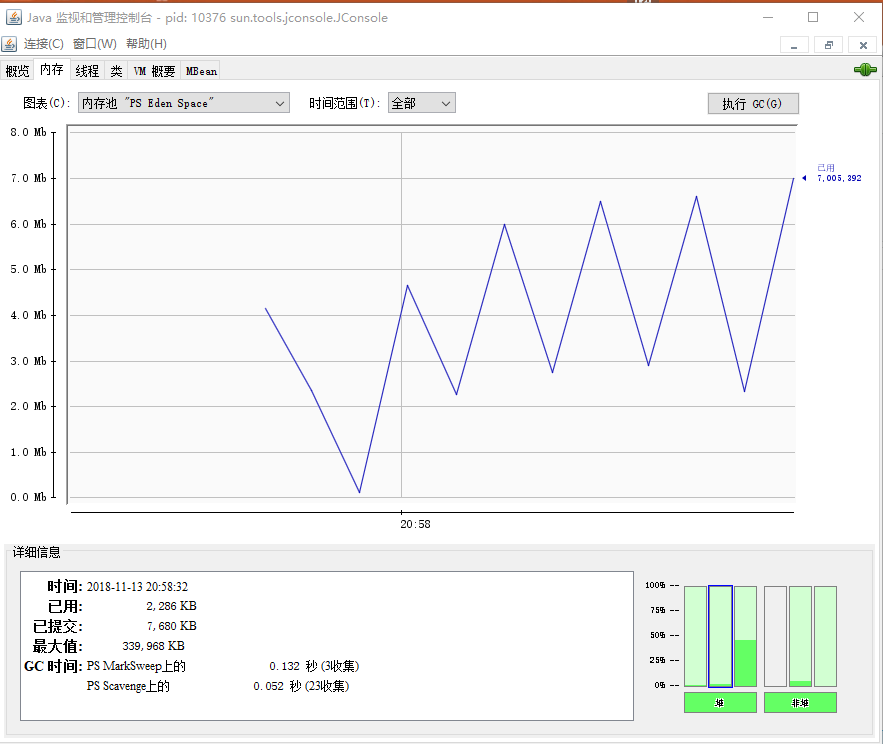 Java 监视和管理控制台 - pid: 10376 sun.tools.jconsole.JConsole
连接(C) 窗口(W) 帮助(H)
概览 内存 线程 类 VM 概要 MBean
图表(C): 内存池 "PS Eden Space" 时间范围(T): 全部 执行 GC(G)
8.0 Mb
7.0 Mb
已用
7,005,392
6.0 Mb
5.0 Mb
4.0 Mb
3.0 Mb
2.0 Mb
1.0 Mb
0.0 Mb
20:58
详细信息
时间: 2018-11-13 20:58:32
已用: 2,286 KB
已提交: 7,680 KB
最大值: 339,968 KB
GC 时间: PS MarkSweep上的 0.132 秒 (3收集)
PS Scavenge上的 0.052 秒 (23收集)
100% --
75% --
50% --
25% --
0% --
堆 非堆